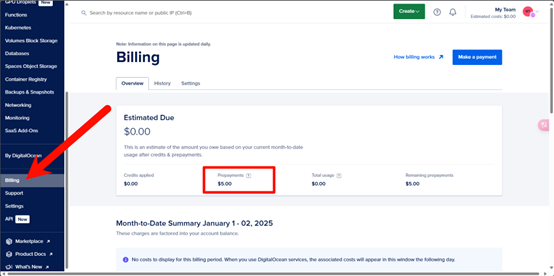 GPU Droplets New
Functions
Kubernetes
Volumes Block Storage
Databases
Spaces Object Storage
Container Registry
Backups & Snapshots
Networking
Monitoring
SaaS Add-Ons
By DigitalOcean
Billing
Support
Settings
API New
Marketplace
Product Docs
What's New
Search by resource name or public IP (Ctrl+B)
Create
My Team
Estimated costs: $0.00
Note: Information on this page is updated daily.
Billing
How billing works
Make a payment
Overview
History
Settings
Estimated Due
$0.00
This is an estimate of the amount you owe based on your current month-to-date
usage after credits & prepayments.
Credits applied
$0.00
Prepayments
$5.00
Total usage
$0.00
Remaining prepayments
$5.00
Month-to-Date Summary January 1 - 02, 2025
These charges are factored into your account balance.
No costs to display for this billing period. When you use DigitalOcean services, the associated costs will appear in this window the following day.